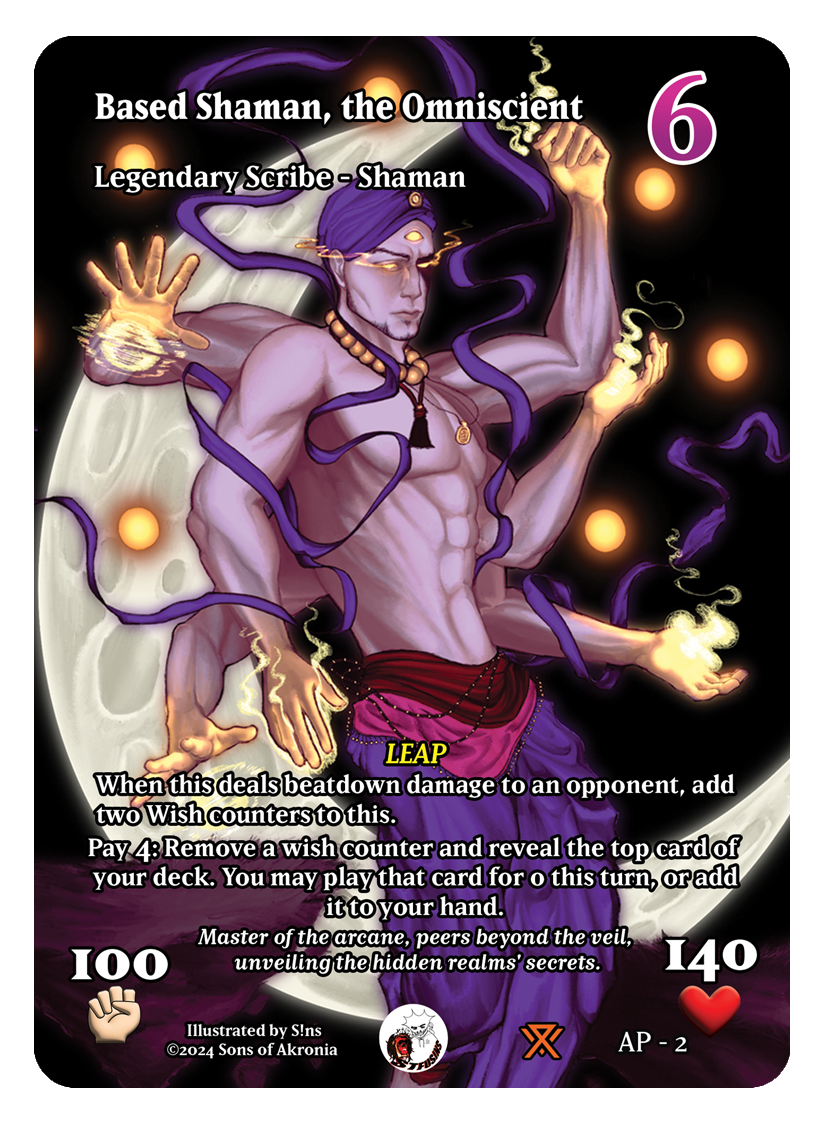 Based Shaman, the Omniscient
6
Legendary Scribe - Shaman
LEAP
When this deals beatdown damage to an opponent, add
two Wish counters to this.
Pay 4: Remove a wish counter and reveal the top card of
your deck. You may play that card for 0 this turn, or add
it to your hand.
Master of the arcane, peers beyond the veil,
unveiling the hidden realms' secrets.
100
140
Illustrated by S!ns
©2024 Sons of Akronia
AP - 2